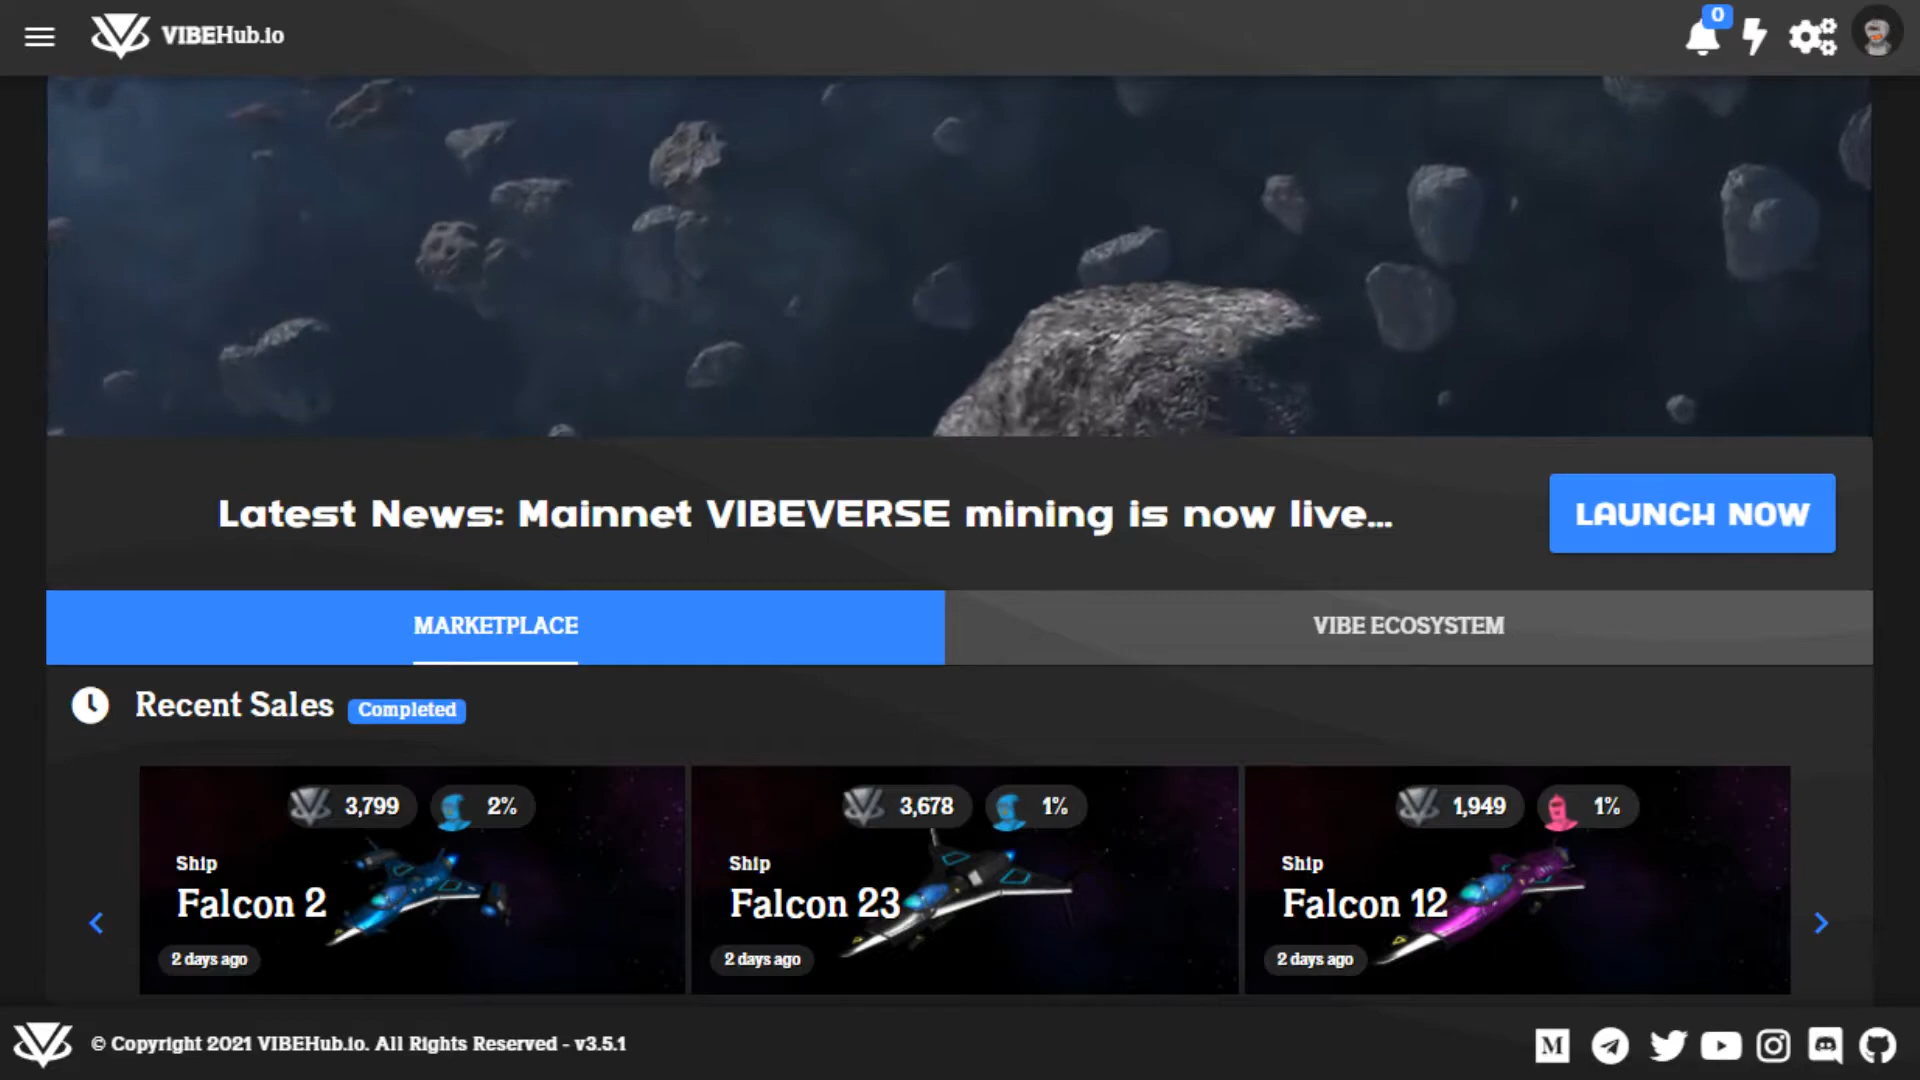 VIBEHub.io
0
Latest News: Mainnet VIBEVERSE mining is now live...
LAUNCH NOW
MARKETPLACE
VIBE ECOSYSTEM
Recent Sales
Completed
3,799
2%
Ship
Falcon 2
2 days ago
3,678
1%
Ship
Falcon 23
2 days ago
1,949
1%
Ship
Falcon 12
2 days ago
© Copyright 2021 VIBEHub.io. All Rights Reserved - v3.5.1